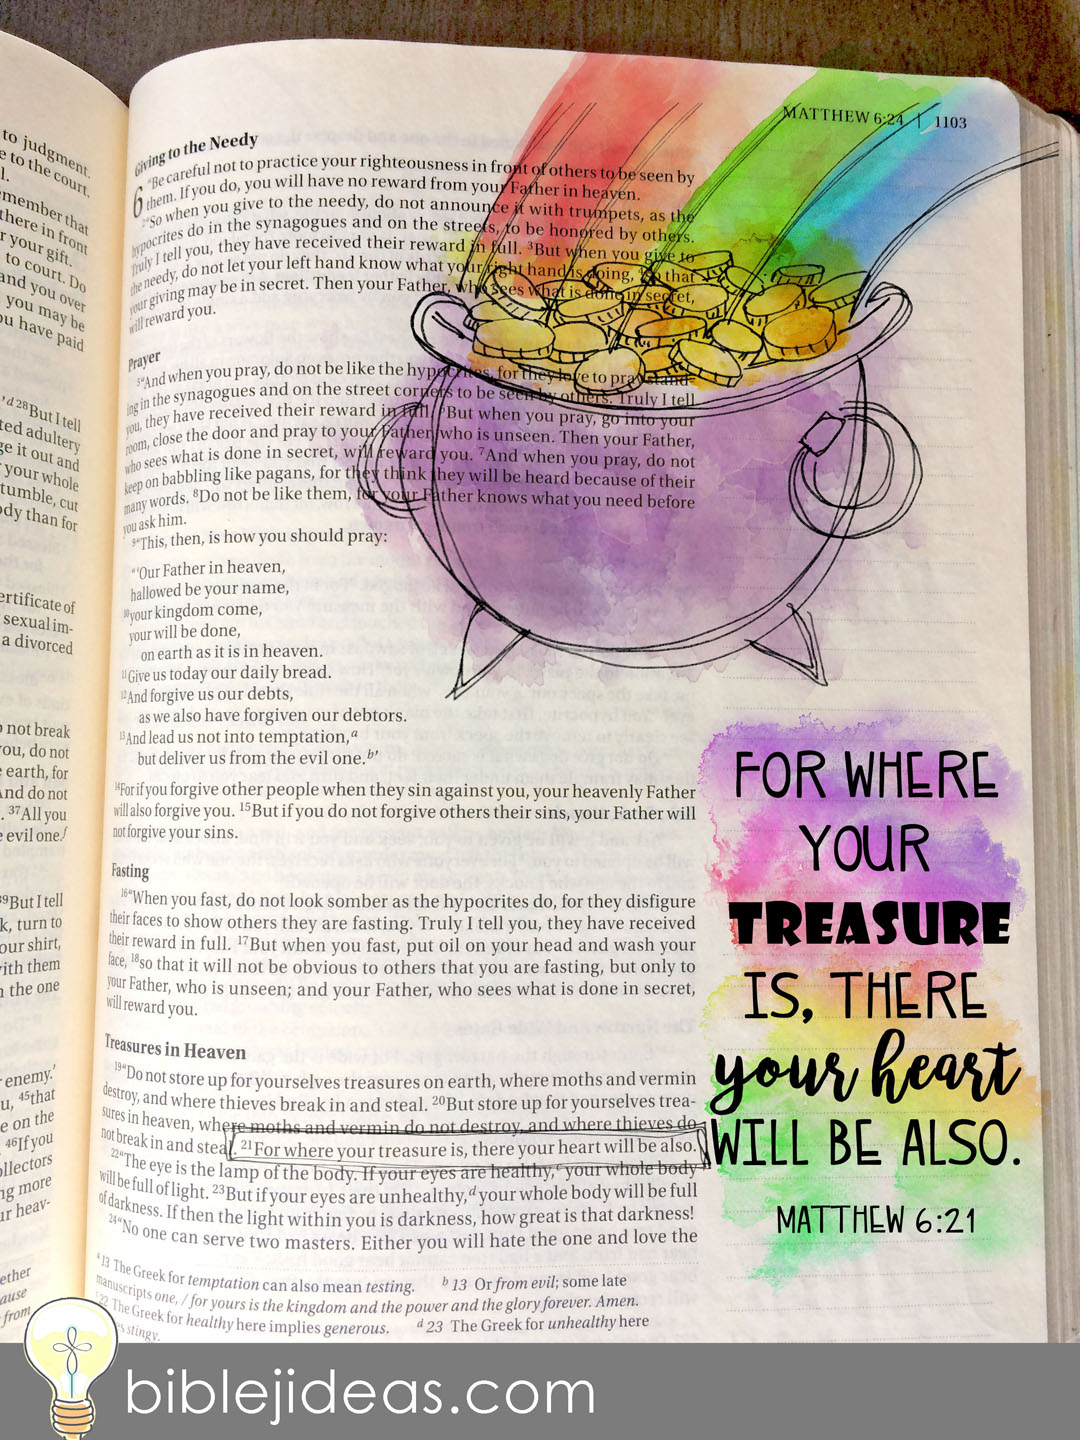 to judgment.
e to the court.
l.
member that
there in front
r your gift.
to court. Do
and you over
you may be
ou have paid
'd 28But I tell
ted adultery
ge it out and
your whole
tumble, cut
ody than for
ertificate of
sexual im-
a divorced
not break
you, do not
earth, for
And do not
. 37All you
e evil one.f
39But I tell
k, turn to
our shirt,
with them
n the one
enemy.'
u, 45that
e on the
46If you
ollectors
ng more
ur heav-
ether
ause
from
MATTHEW 6:24 | 1103
Giving to the Needy
6 "Be careful not to practice your righteousness in front of others to be seen by
them. If you do, you will have no reward from your Father in heaven.
2"So when you give to the needy, do not announce it with trumpets, as the
hypocrites do in the synagogues and on the streets, to be honored by others.
Truly I tell you, they have received their reward in full. 3But when you give to
the needy, do not let your left hand know what your right hand is doing, 4so that
your giving may be in secret. Then your Father, who sees what is done in secret,
will reward you.
Prayer
5"And when you pray, do not be like the hypocrites, for they love to pray stand-
ing in the synagogues and on the street corners to be seen by others. Truly I tell
you, they have received their reward in full. 6But when you pray, go into your
room, close the door and pray to your Father, who is unseen. Then your Father,
who sees what is done in secret, will reward you. 7And when you pray, do not
keep on babbling like pagans, for they think they will be heard because of their
many words. 8Do not be like them, for your Father knows what you need before
you ask him.
9"This, then, is how you should pray:
"'Our Father in heaven,
hallowed be your name,
10your kingdom come,
your will be done,
on earth as it is in heaven.
11Give us today our daily bread.
12And forgive us our debts,
as we also have forgiven our debtors.
13And lead us not into temptation,a
but deliver us from the evil one.b'
14For if you forgive other people when they sin against you, your heavenly Father
will also forgive you. 15But if you do not forgive others their sins, your Father will
not forgive your sins.
Fasting
16"When you fast, do not look somber as the hypocrites do, for they disfigure
their faces to show others they are fasting. Truly I tell you, they have received
their reward in full. 17But when you fast, put oil on your head and wash your
face, 18so that it will not be obvious to others that you are fasting, but only to
your Father, who is unseen; and your Father, who sees what is done in secret,
will reward you.
Treasures in Heaven
19"Do not store up for yourselves treasures on earth, where moths and vermin
destroy, and where thieves break in and steal. 20But store up for yourselves trea-
sures in heaven, where moths and vermin do not destroy, and where thieves do
not break in and steal. 21For where your treasure is, there your heart will be also.
22"The eye is the lamp of the body. If your eyes are healthy,c your whole body
will be full of light. 23But if your eyes are unhealthy,d your whole body will be full
of darkness. If then the light within you is darkness, how great is that darkness!
24"No one can serve two masters. Either you will hate the one and love the
a 13 The Greek for temptation can also mean testing. b 13 Or from evil; some late
manuscripts one, / for yours is the kingdom and the power and the glory forever. Amen.
22 The Greek for healthy here implies generous. d 23 The Greek for unhealthy here
stingy.
FOR WHERE
YOUR
TREASURE
IS, THERE
your heart
WILL BE ALSO.
MATTHEW 6:21
biblejideas.com